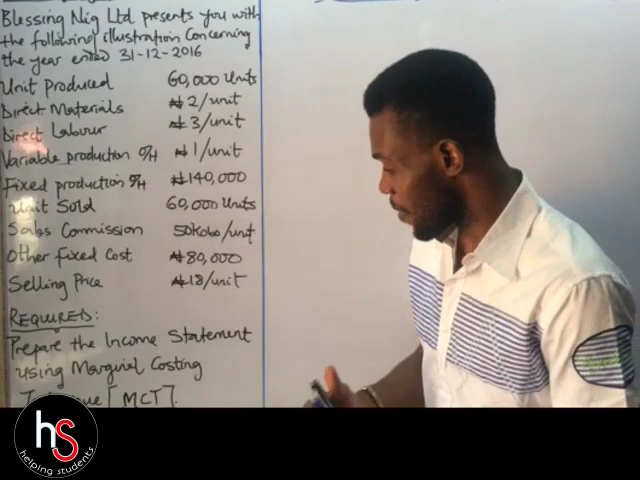 Blessing Nig Ltd presents you with
the following illustration Concerning
the year ended 31-12-2016
Unit Produced 60,000 Units
Direct Materials ₦2/unit
Direct Labour ₦3/unit
Variable production O/H ₦1/unit
Fixed production O/H ₦140,000
Unit Sold 60,000 Units
Sales Commission 50Kobo/unit
Other Fixed Cost ₦80,000
Selling Price ₦18/unit
REQUIRED:
Prepare the Income Statement
using Marginal Costing
[MCT].
hs
helping students